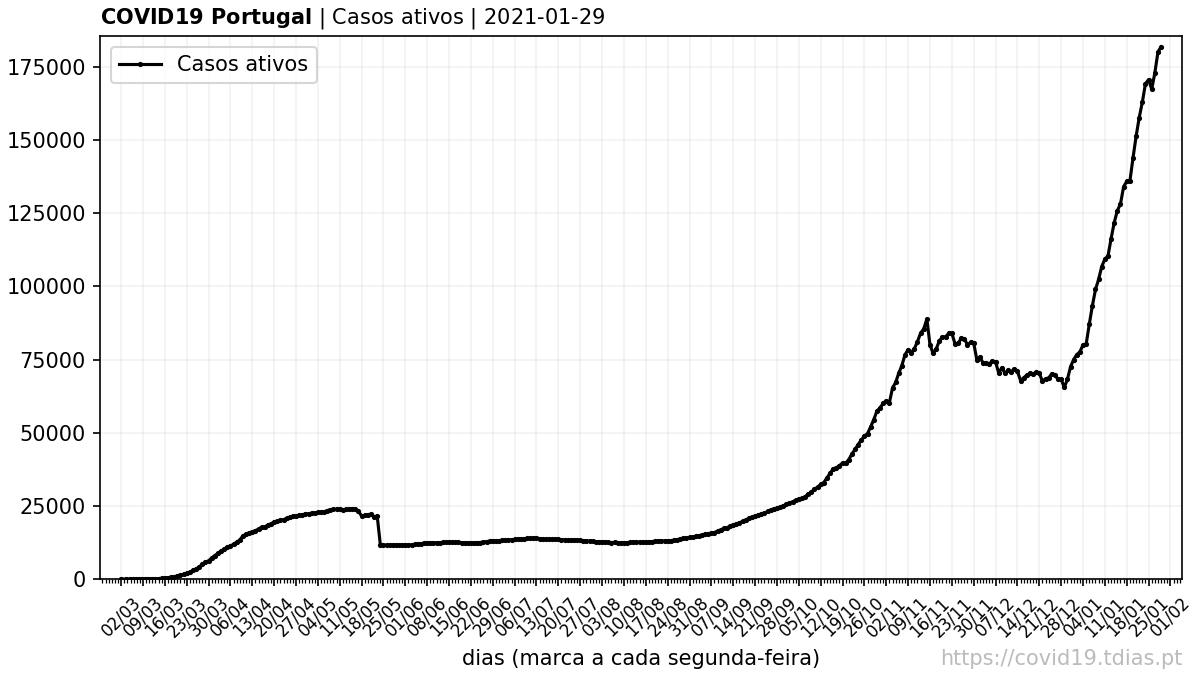 COVID19 Portugal | Casos ativos | 2021-01-29
Casos ativos
175000
150000
125000
100000
75000
50000
25000
0
02/03 09/03 16/03 23/03 30/03 06/04 13/04 20/04 27/04 04/05 11/05 18/05 25/05 01/06 08/06 15/06 22/06 29/06 06/07 13/07 20/07 27/07 03/08 10/08 17/08 24/08 31/08 07/09 14/09 21/09 28/09 05/10 12/10 19/10 26/10 02/11 09/11 16/11 23/11 30/11 07/12 14/12 21/12 28/12 04/01 11/01 18/01 25/01 01/02
dias (marca a cada segunda-feira)
https://covid19.tdias.pt